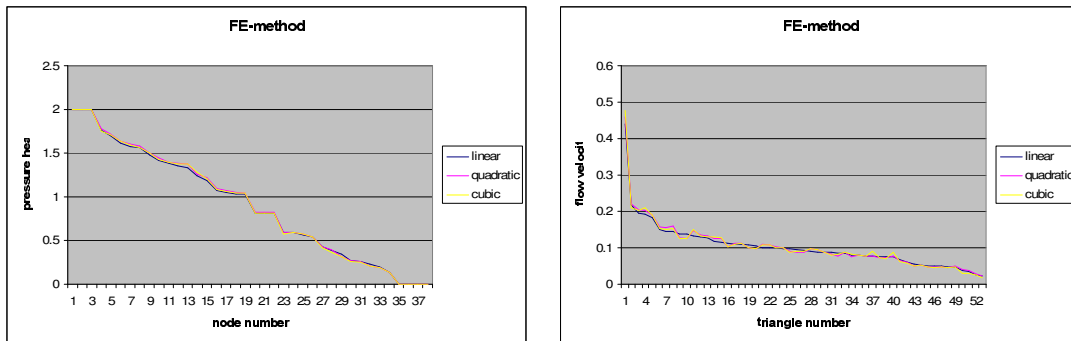 FE-method
2.5
2
1.5
1
0.5
0
pressure hea
1 3 5 7 9 11 13 15 17 19 21 23 25 27 29 31 33 35 37
node number
linear
quadratic
cubic
FE-method
0.6
0.5
0.4
0.3
0.2
0.1
0
flow velocit
1 4 7 10 13 16 19 22 25 28 31 34 37 40 43 46 49 52
triangle number
linear
quadratic
cubic